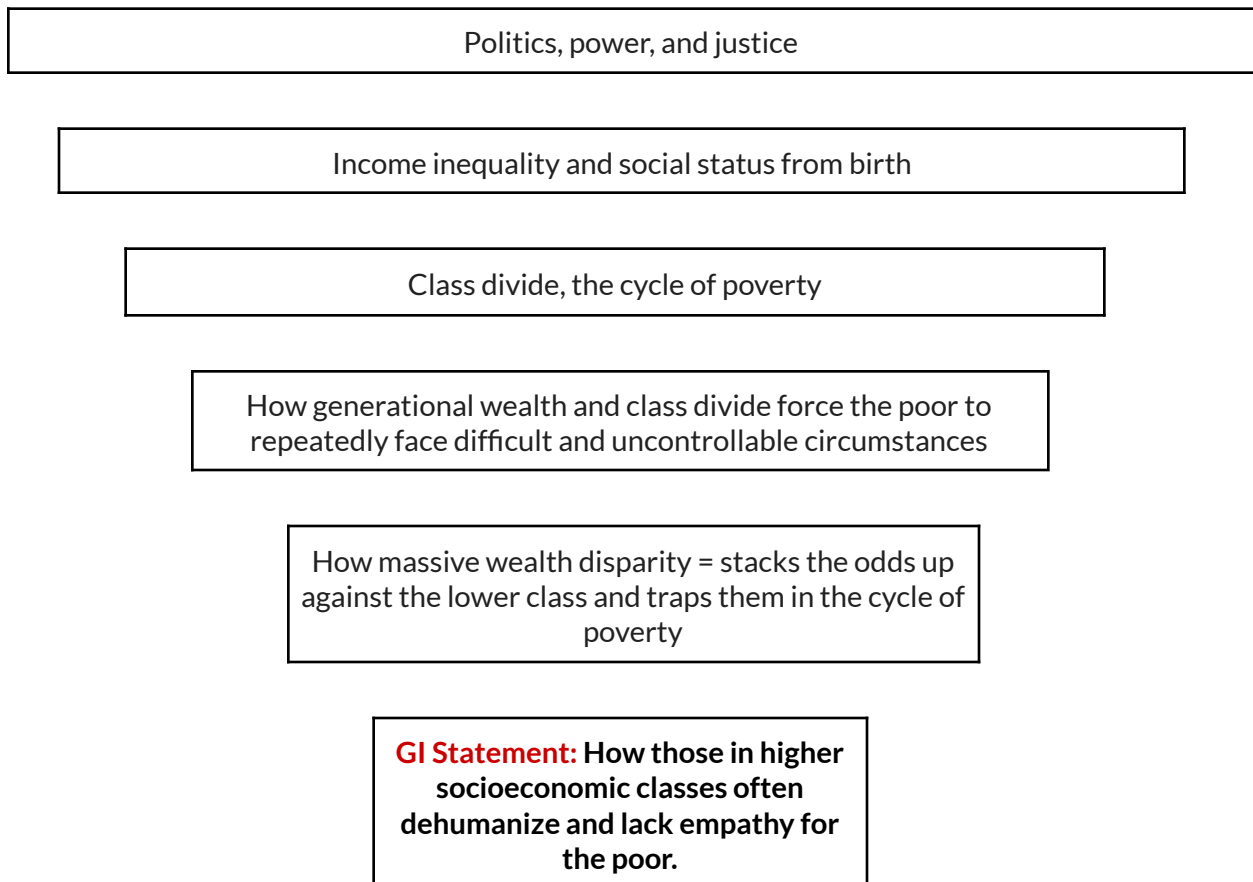 Politics, power, and justice
Income inequality and social status from birth
Class divide, the cycle of poverty
How generational wealth and class divide force the poor to
repeatedly face difficult and uncontrollable circumstances
How massive wealth disparity = stacks the odds up
against the lower class and traps them in the cycle of
poverty
GI Statement: How those in higher
socioeconomic classes often
dehumanize and lack empathy for
the poor.